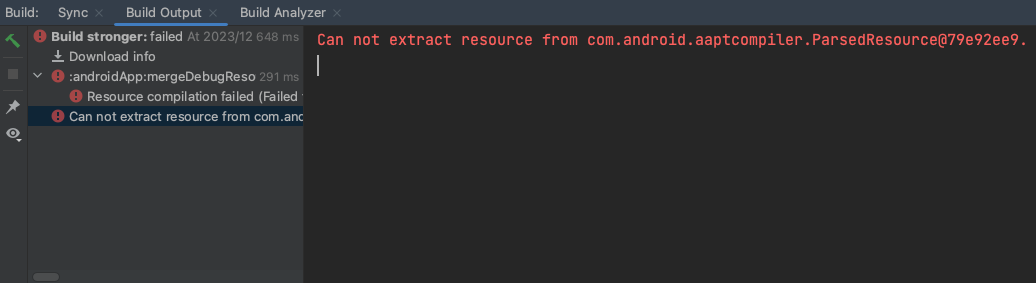 Build: Sync Build Output Build Analyzer
Build stronger: failed At 2023/12 648 ms
Download info
:androidApp:mergeDebugReso 291 ms
Resource compilation failed (Failed
Can not extract resource from com.and
Can not extract resource from com.android.aaptcompiler.ParsedResource@79e92ee9.